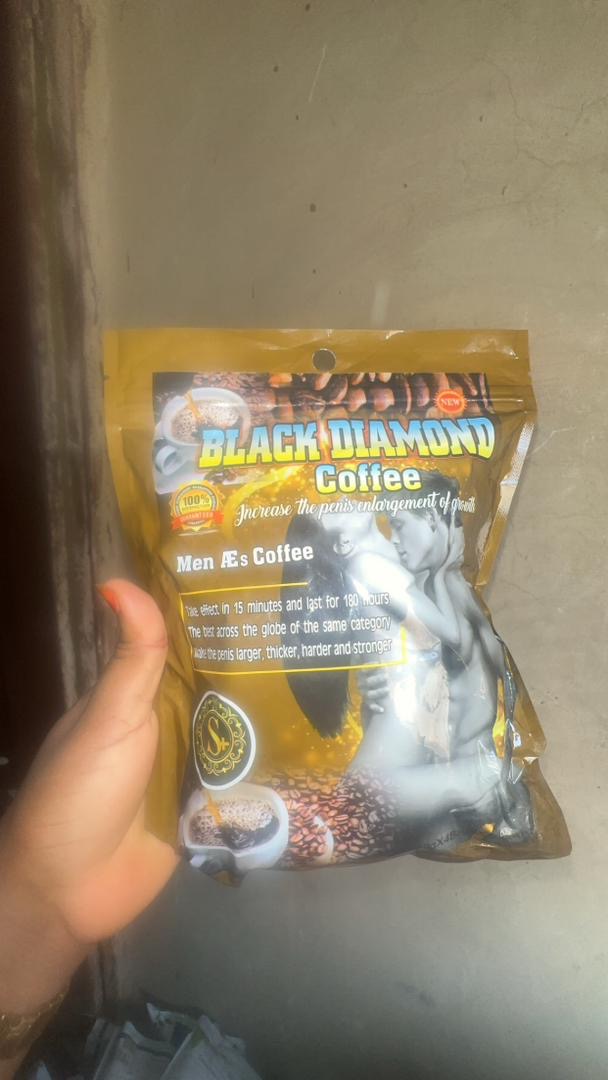 NEW
BLACK DIAMOND
Coffee
100%
GUARANTEED
Increase the penis enlargement of growth
Men Æs Coffee
Take effect in 15 minutes and last for 180 hours
The best across the globe of the same category
Make the penis larger, thicker, harder and stronger
S+